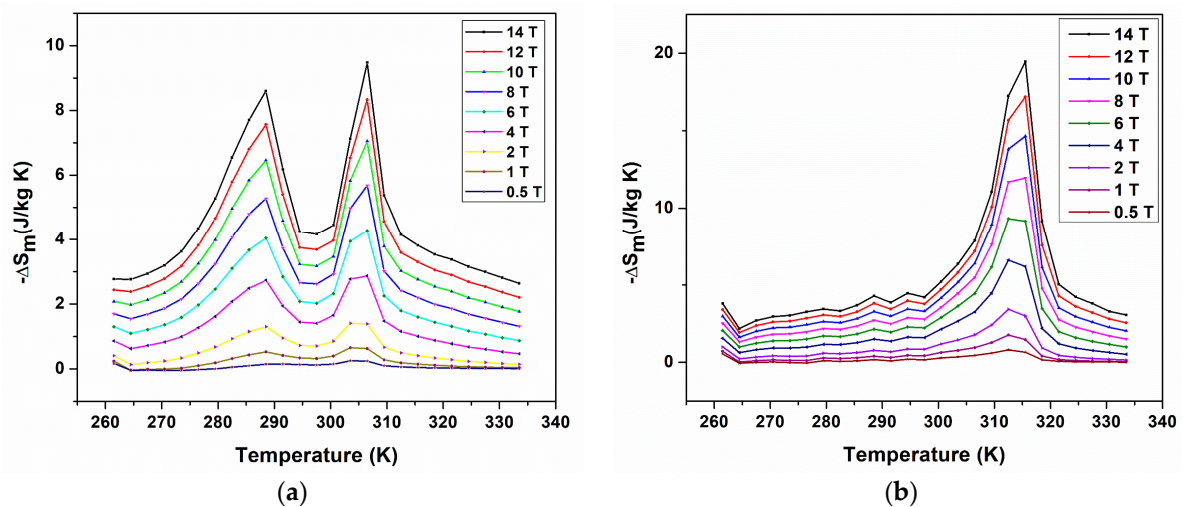 (a)
-ΔSm(J/kg K)
10
8
6
4
2
0
14 T
12 T
10 T
8 T
6 T
4 T
2 T
1 T
0.5 T
260 270 280 290 300 310 320 330 340
Temperature (K)
(a)
(b)
-ΔSm(J/kg K)
20
10
0
14 T
12 T
10 T
8 T
6 T
4 T
2 T
1 T
0.5 T
260 270 280 290 300 310 320 330 340
Temperature (K)
(b)